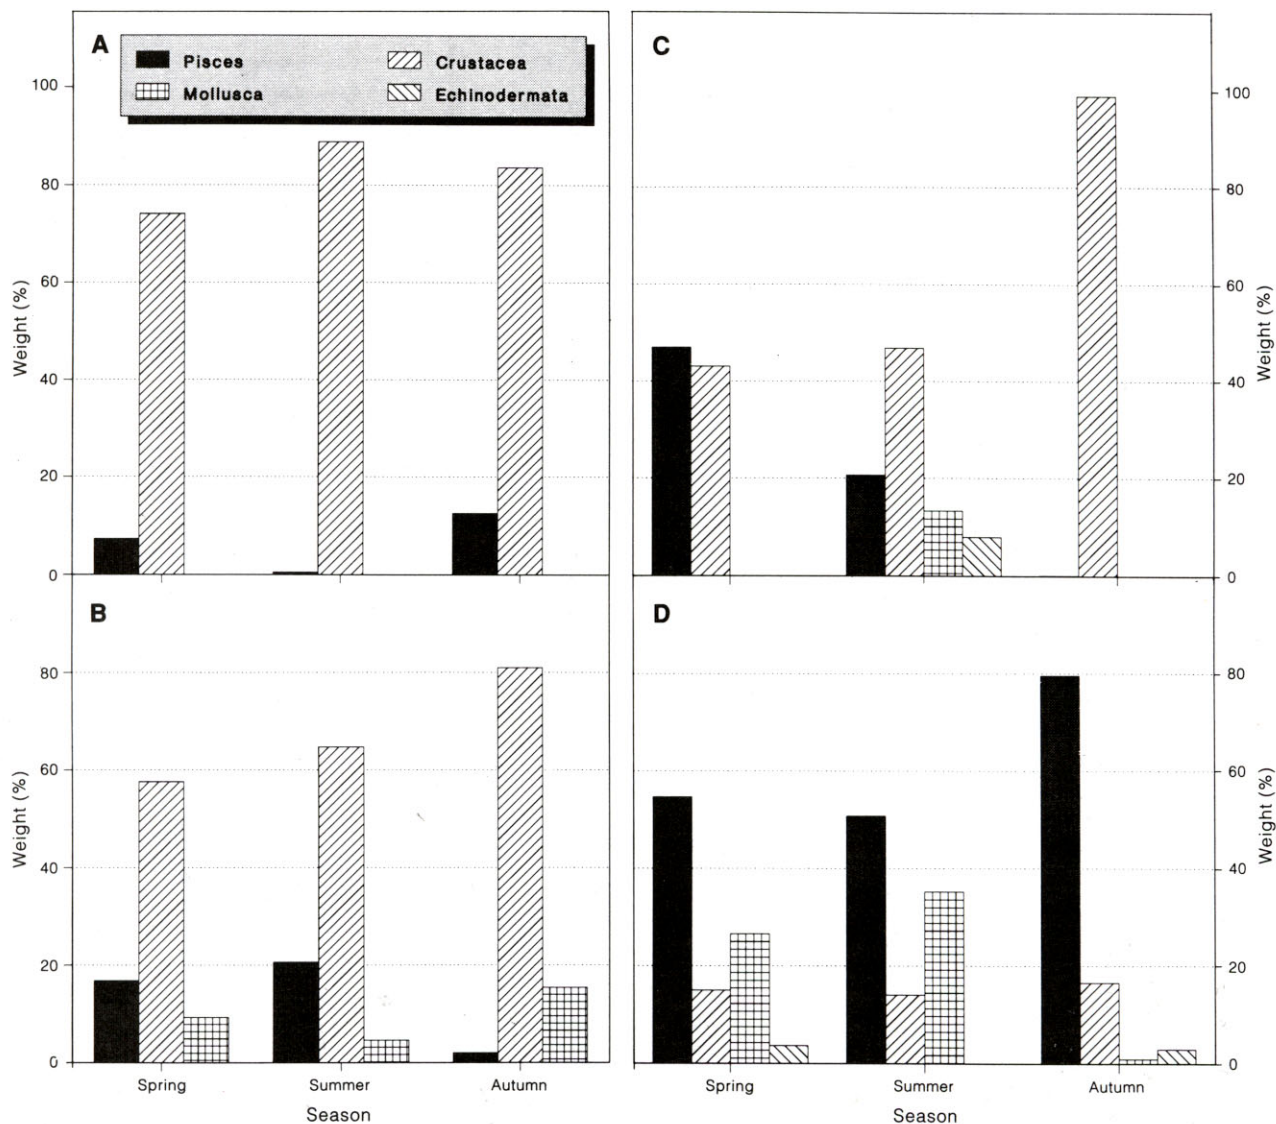 A
Pisces
Crustacea
Mollusca
Echinodermata
100
80
60
40
20
0
Weight (%)
C
100
80
60
40
20
0
Weight (%)
B
80
60
40
20
0
Weight (%)
Spring
Summer
Autumn
Season
D
80
60
40
20
0
Weight (%)
Spring
Summer
Autumn
Season